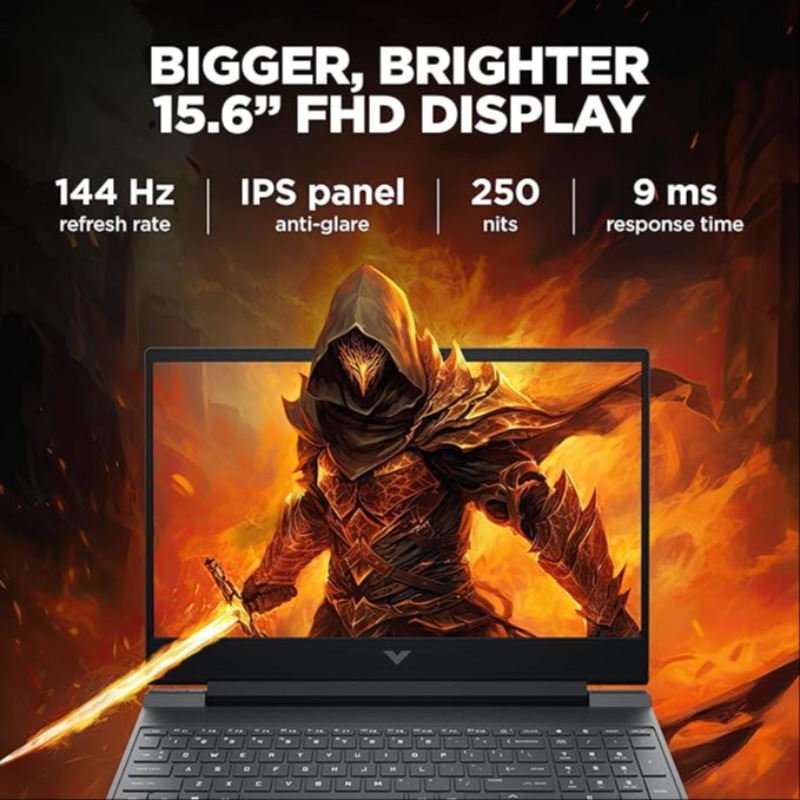 BIGGER, BRIGHTER
15.6” FHD DISPLAY
144 Hz
refresh rate
IPS panel
anti-glare
250
nits
9 ms
response time